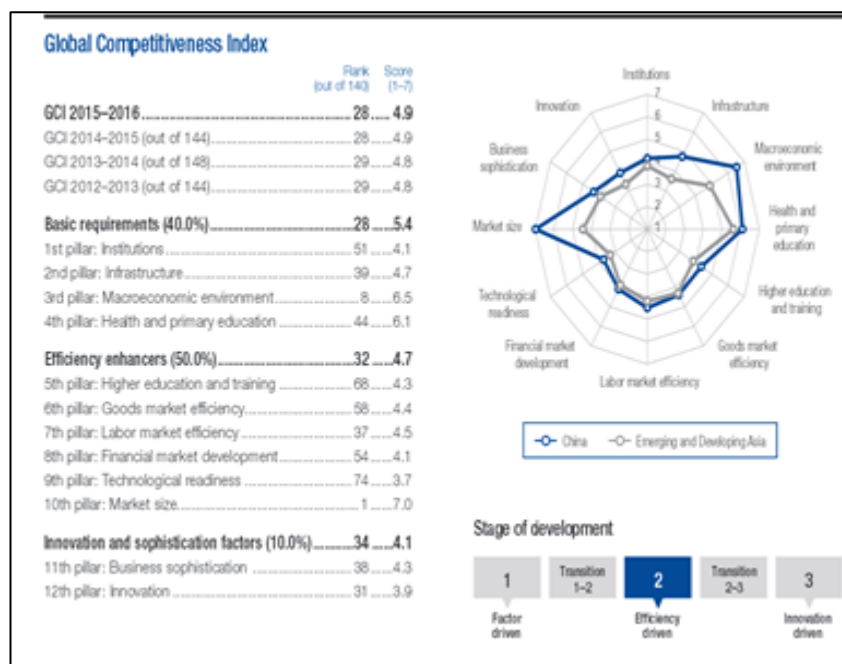 Global Competitiveness Index
Rank Score
(out of 140) (1–7)
GCI 2015–2016 28 4.9
GCI 2014–2015 (out of 144) 28 4.9
GCI 2013–2014 (out of 148) 29 4.8
GCI 2012–2013 (out of 144) 29 4.8
Basic requirements (40.0%) 28 5.4
1st pillar: Institutions 51 4.1
2nd pillar: Infrastructure 39 4.7
3rd pillar: Macroeconomic environment 8 6.5
4th pillar: Health and primary education 44 6.1
Efficiency enhancers (50.0%) 32 4.7
5th pillar: Higher education and training 68 4.3
6th pillar: Goods market efficiency 58 4.4
7th pillar: Labor market efficiency 37 4.5
8th pillar: Financial market development 54 4.1
9th pillar: Technological readiness 74 3.7
10th pillar: Market size 1 7.0
Innovation and sophistication factors (10.0%) 34 4.1
11th pillar: Business sophistication 38 4.3
12th pillar: Innovation 31 3.9
Institutions
Infrastructure
Macroeconomic
environment
Health and
primary
education
Higher education
and training
Goods market
efficiency
Labor market efficiency
Financial market
development
Technological
readiness
Market size
Business
sophistication
Innovation
7
6
5
4
3
2
1
China
Emerging and Developing Asia
Stage of development
1
Transition
1–2
2
Transition
2–3
3
Factor
driven
Efficiency
driven
Innovation
driven